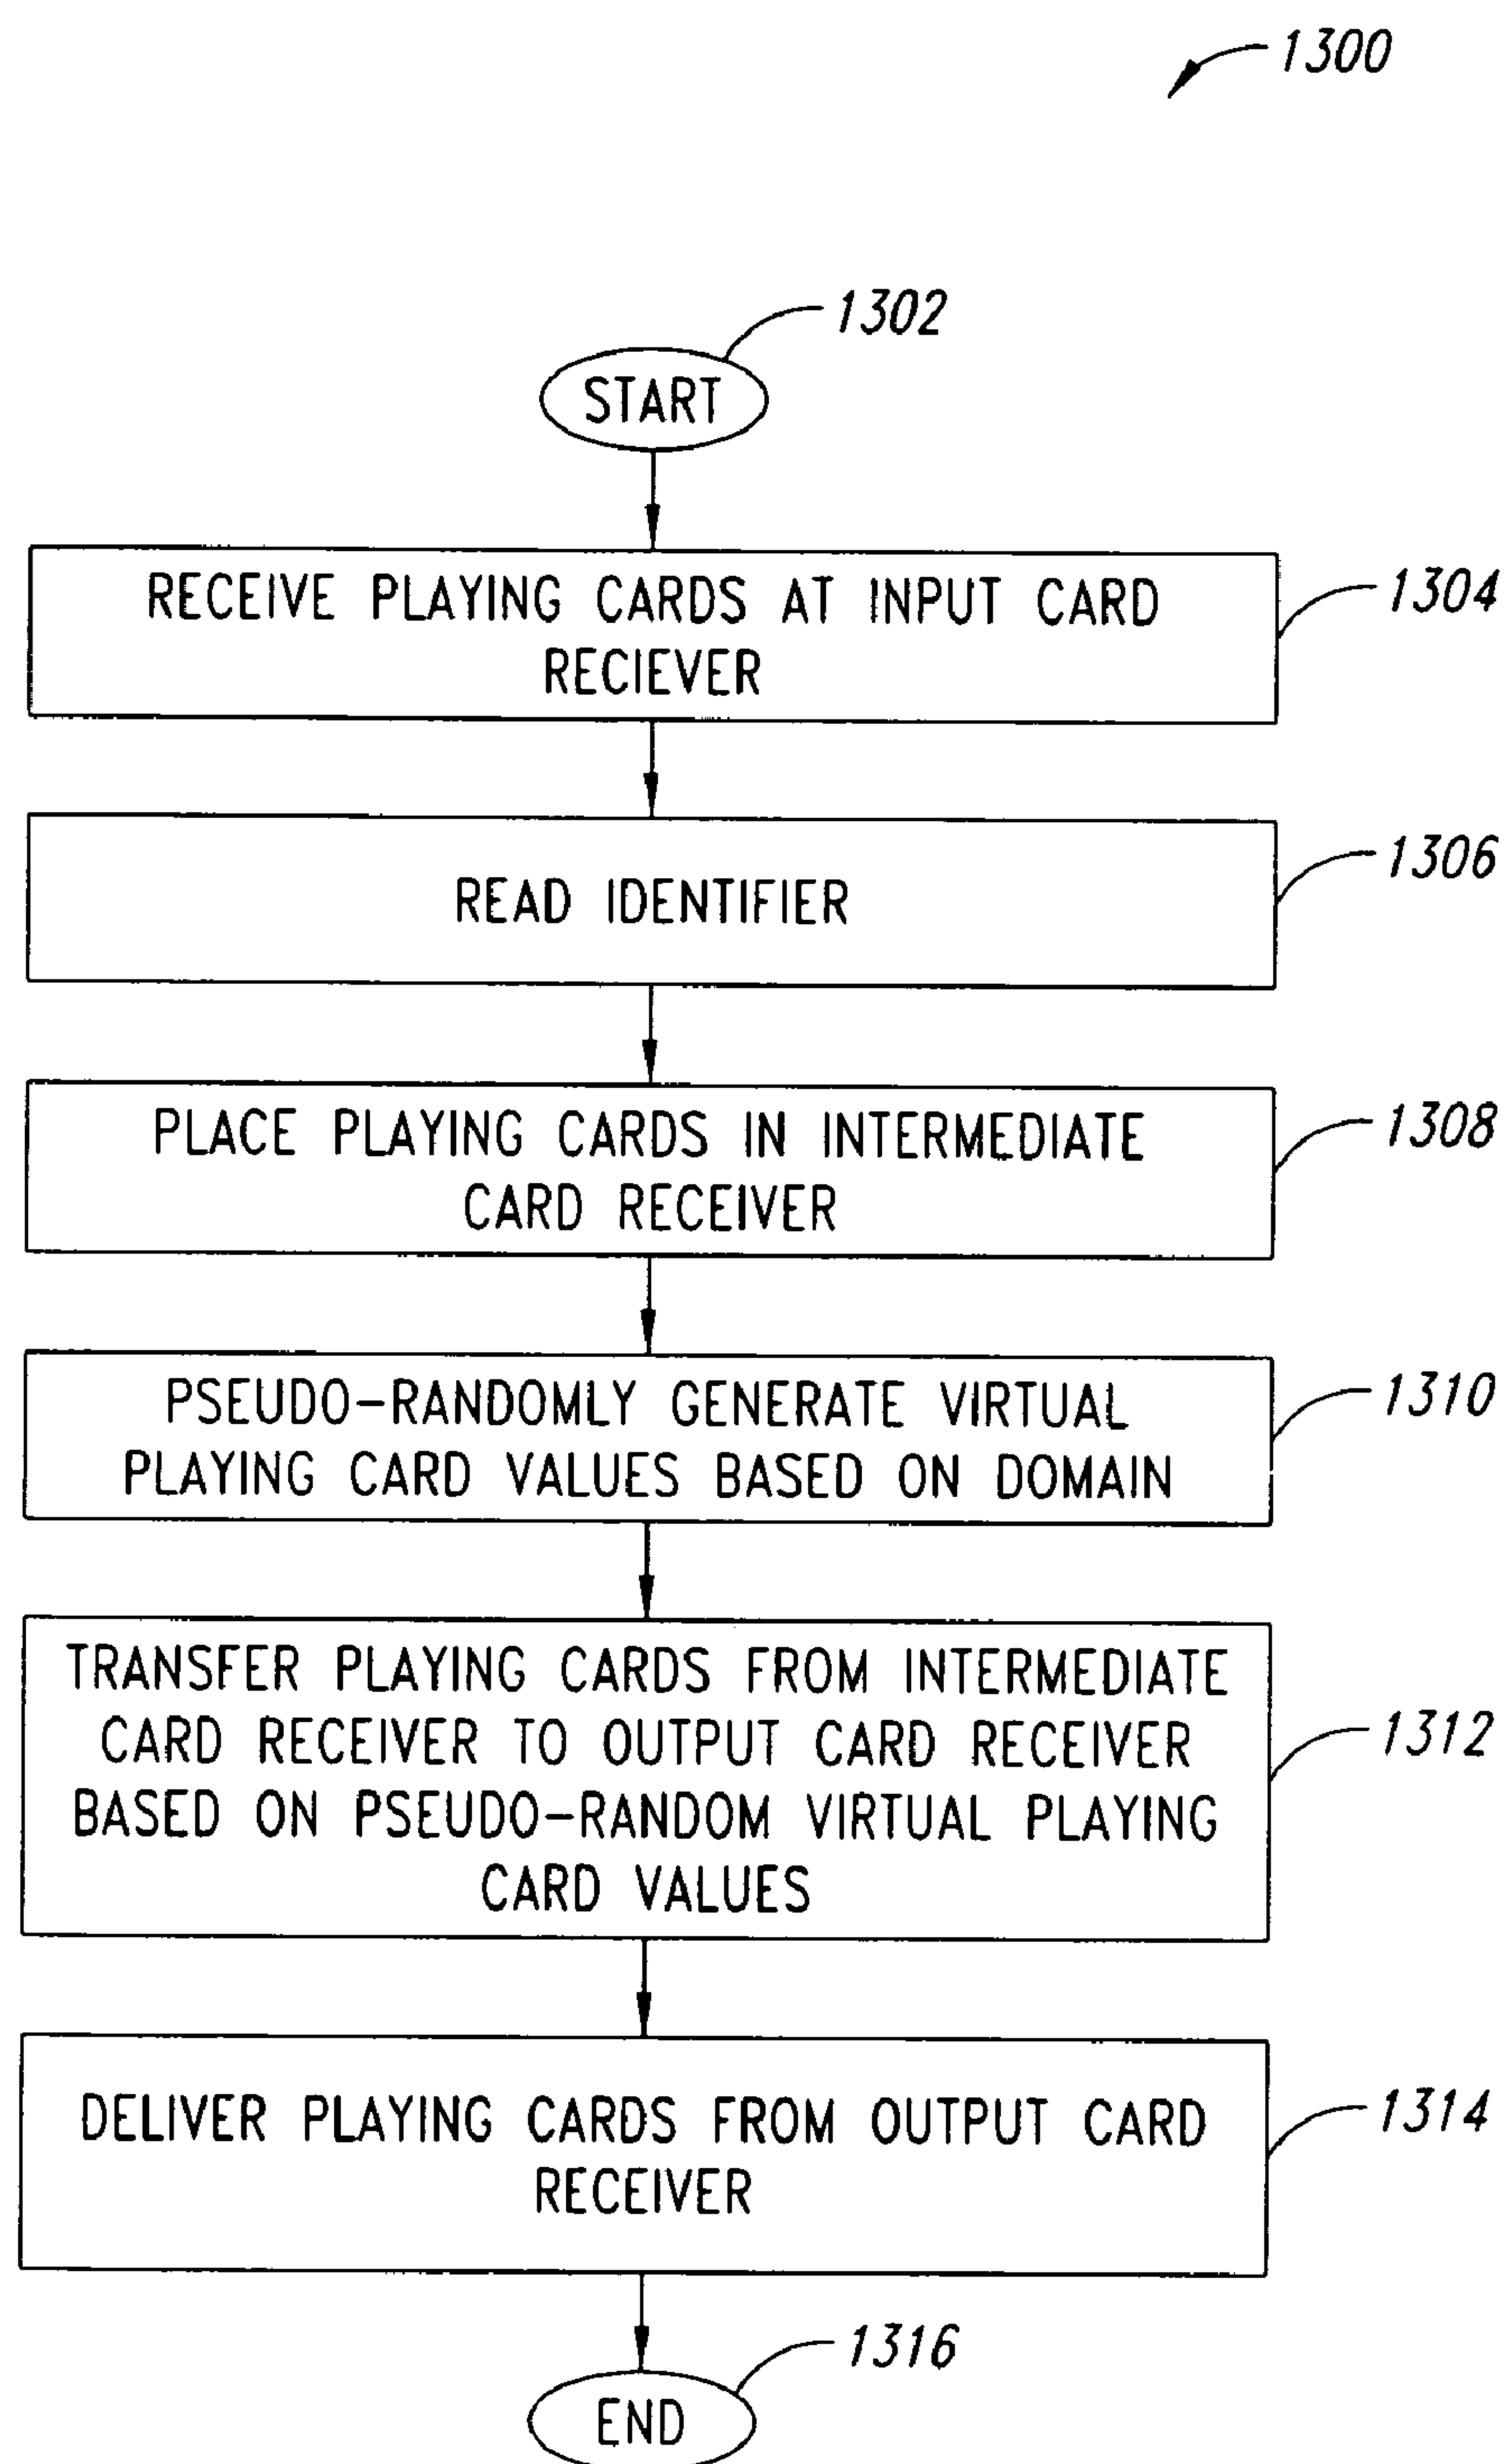 1300
1302
START
RECEIVE PLAYING CARDS AT INPUT CARD
RECIEVER
1304
READ IDENTIFIER
1306
PLACE PLAYING CARDS IN INTERMEDIATE
CARD RECEIVER
1308
PSEUDO-RANDOMLY GENERATE VIRTUAL
PLAYING CARD VALUES BASED ON DOMAIN
1310
TRANSFER PLAYING CARDS FROM INTERMEDIATE
CARD RECEIVER TO OUTPUT CARD RECEIVER
BASED ON PSEUDO-RANDOM VIRTUAL PLAYING
CARD VALUES
1312
DELIVER PLAYING CARDS FROM OUTPUT CARD
RECEIVER
1314
1316
END